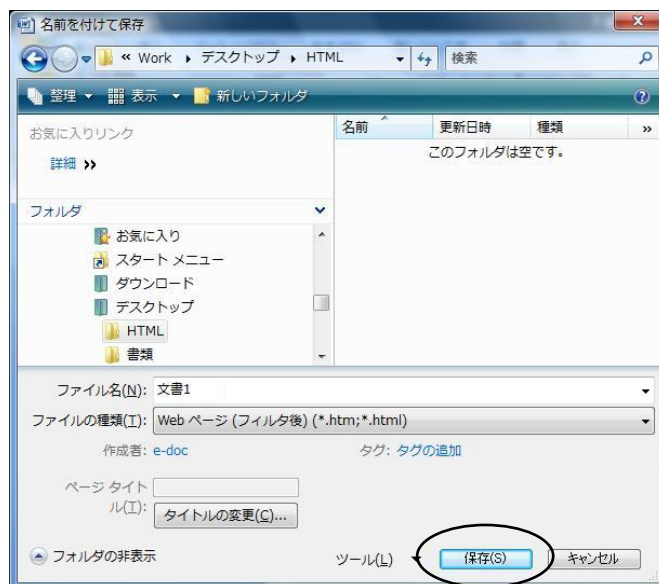 名前を付けて保存
« Work ▸ デスクトップ ▸ HTML 検索
整理 表示 新しいフォルダ
お気に入りリンク
詳細 »
名前 更新日時 種類 »
このフォルダは空です。
フォルダ
お気に入り
スタート メニュー
ダウンロード
デスクトップ
HTML
書類
ファイル名(N): 文書1
ファイルの種類(T): Web ページ (フィルタ後) (*.htm;*.html)
作成者: e-doc タグ: タグの追加
ページ タイト
ル(I):
タイトルの変更(C)...
フォルダの非表示 ツール(L) 保存(S) キャンセル